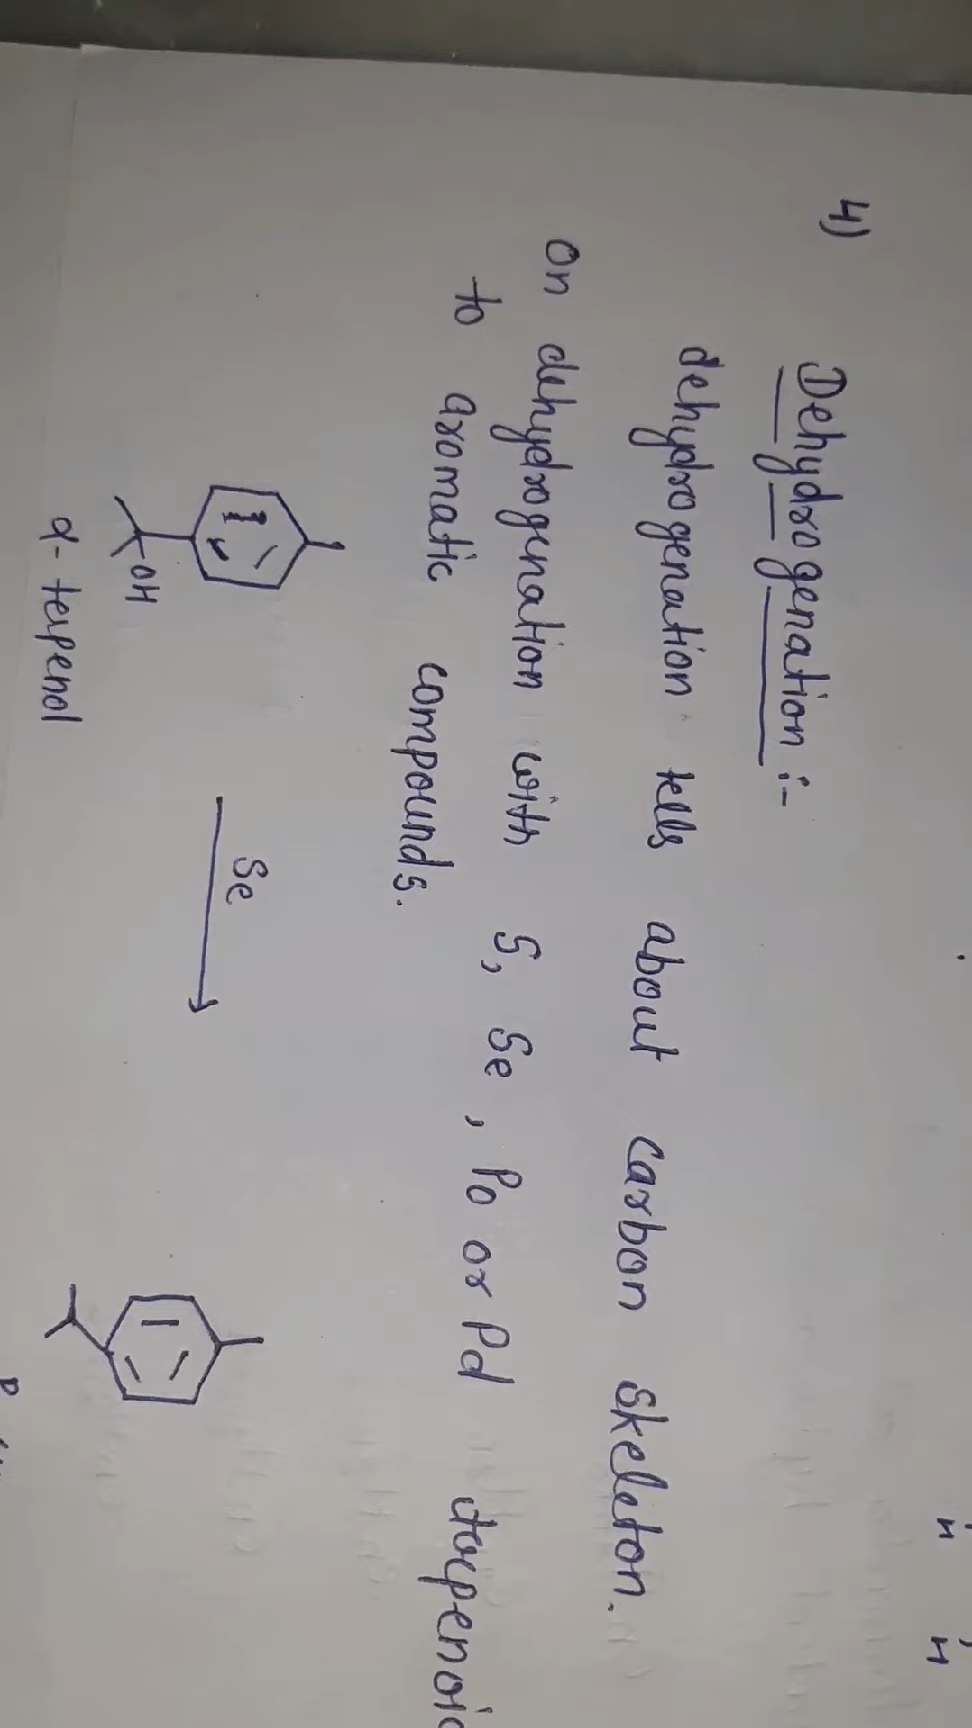 4) Dehydrogenation :-
dehydrogenation tells about carbon skeleton.
on dehydrogenation with S, Se, Po or Pd
to aromatic compounds.
OH
Se
α- terpenol